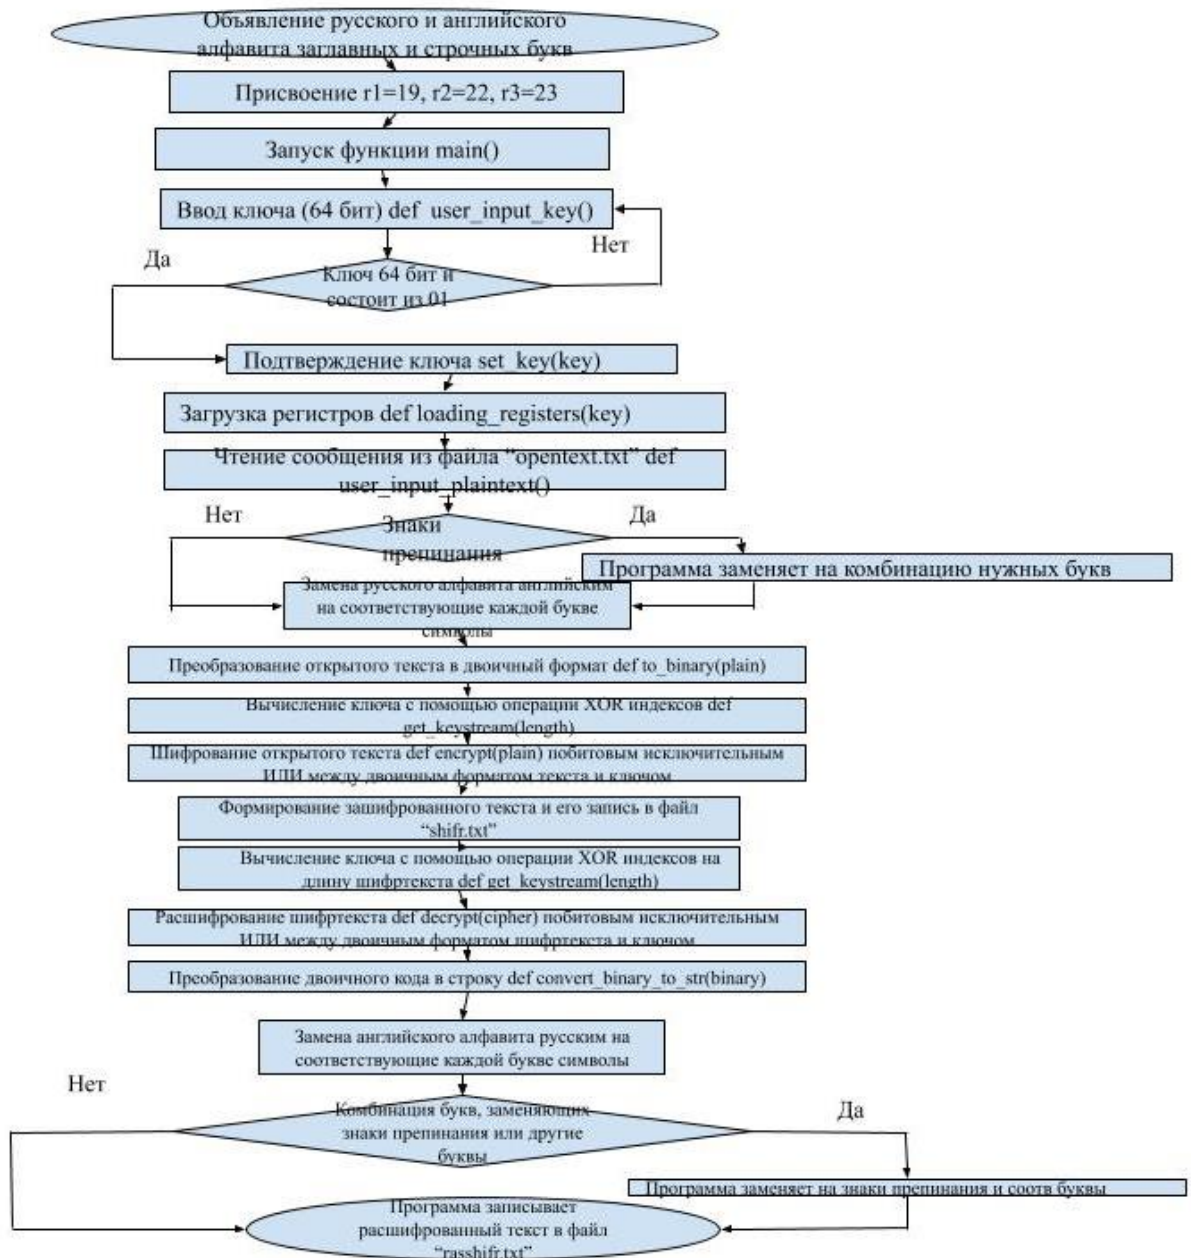 Объявление русского и английского
алфавита заглавных и строчных букв
Присвоение r1=19, r2=22, r3=23
Запуск функции main()
Ввод ключа (64 бит) def user_input_key()
Нет
Да
Ключ 64 бит и
состоит из 01
Подтверждение ключа set_key(key)
Загрузка регистров def loading_registers(key)
Чтение сообщения из файла “opentext.txt” def
user_input_plaintext()
Нет
Да
Знаки
препинания
Программа заменяет на комбинацию нужных букв
Замена русского алфавита английским
на соответствующие каждой букве
символы
Преобразование открытого текста в двоичный формат def to_binary(plain)
Вычисление ключа с помощью операции XOR индексов def
get_keystream(length)
Шифрование открытого текста def encrypt(plain) побитовым исключительным
ИЛИ между двоичным форматом текста и ключом
Формирование зашифрованного текста и его запись в файл
“shifr.txt”
Вычисление ключа с помощью операции XOR индексов на
длину шифртекста def get_keystream(length)
Расшифрование шифртекста def decrypt(cipher) побитовым исключительным
ИЛИ между двоичным форматом шифртекста и ключом
Преобразование двоичного кода в строку def convert_binary_to_str(binary)
Замена английского алфавита русским на
соответствующие каждой букве символы
Нет
Да
Комбинация букв, заменяющих
знаки препинания или другие
буквы
Программа заменяет на знаки препинания и соотв буквы
Программа записывает
расшифрованный текст в файл
“rasshifr.txt”